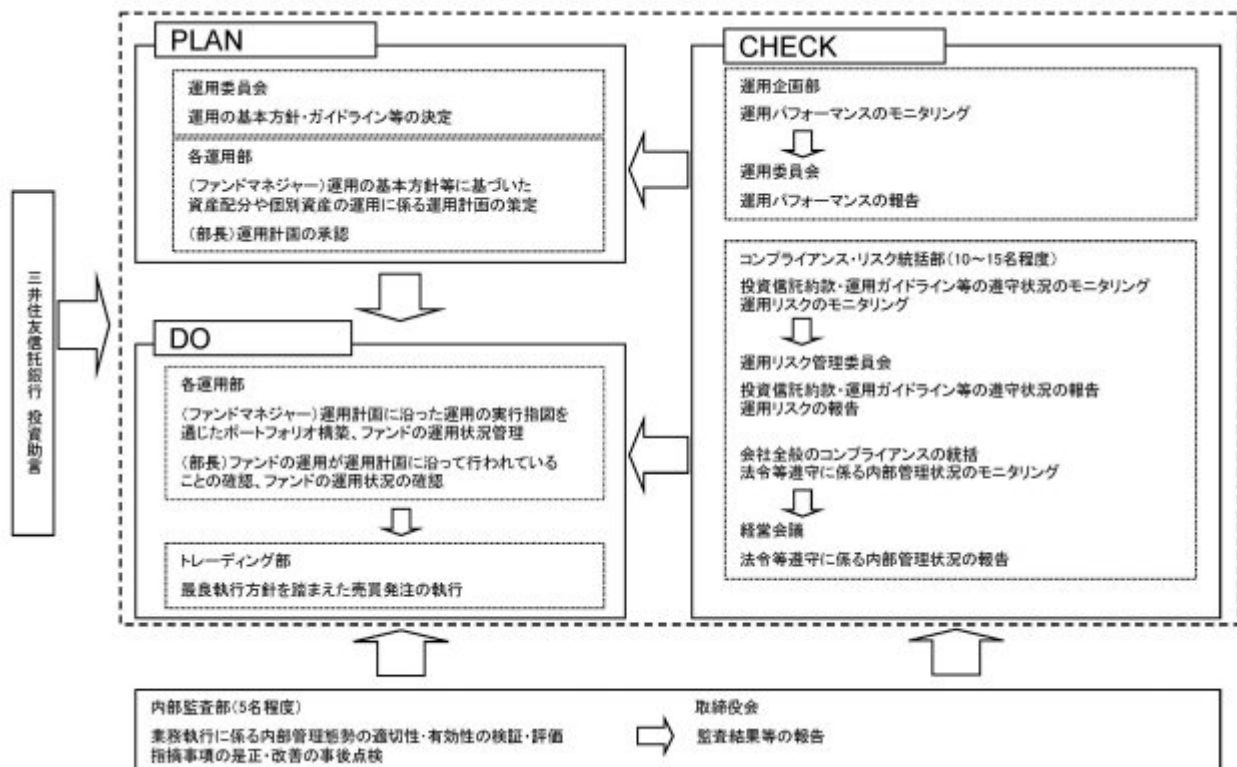 三井住友信託銀行 投資助言
PLAN
運用委員会
運用の基本方針・ガイドライン等の決定
各運用部
(ファンドマネジャー)運用の基本方針等に基づいた
資産配分や個別資産の運用に係る運用計画の策定
(部長)運用計画の承認
DO
各運用部
(ファンドマネジャー)運用計画に沿った運用の実行指図を
通じたポートフォリオ構築、ファンドの運用状況管理
(部長)ファンドの運用が運用計画に沿って行われている
ことの確認、ファンドの運用状況の確認
トレーディング部
最良執行方針を踏まえた売買発注の執行
CHECK
運用企画部
運用パフォーマンスのモニタリング
運用委員会
運用パフォーマンスの報告
コンプライアンス・リスク統括部(10～15名程度)
投資信託約款・運用ガイドライン等の遵守状況のモニタリング
運用リスクのモニタリング
運用リスク管理委員会
投資信託約款・運用ガイドライン等の遵守状況の報告
運用リスクの報告
会社全般のコンプライアンスの統括
法令等遵守に係る内部管理状況のモニタリング
経営会議
法令等遵守に係る内部管理状況の報告
内部監査部(5名程度)
業務執行に係る内部管理態勢の適切性・有効性の検証・評価
指摘事項の是正・改善の事後点検
取締役会
監査結果等の報告